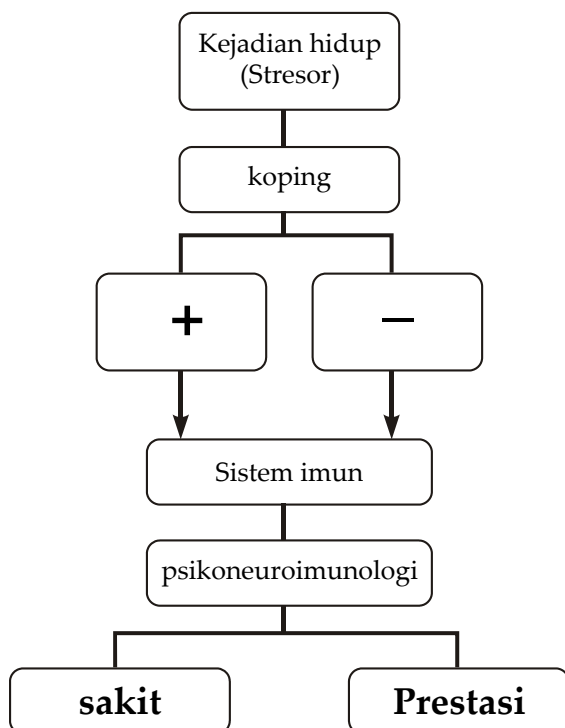 Kejadian hidup
(Stresor)
koping
+
−
Sistem imun
psikoneuroimunologi
sakit
Prestasi